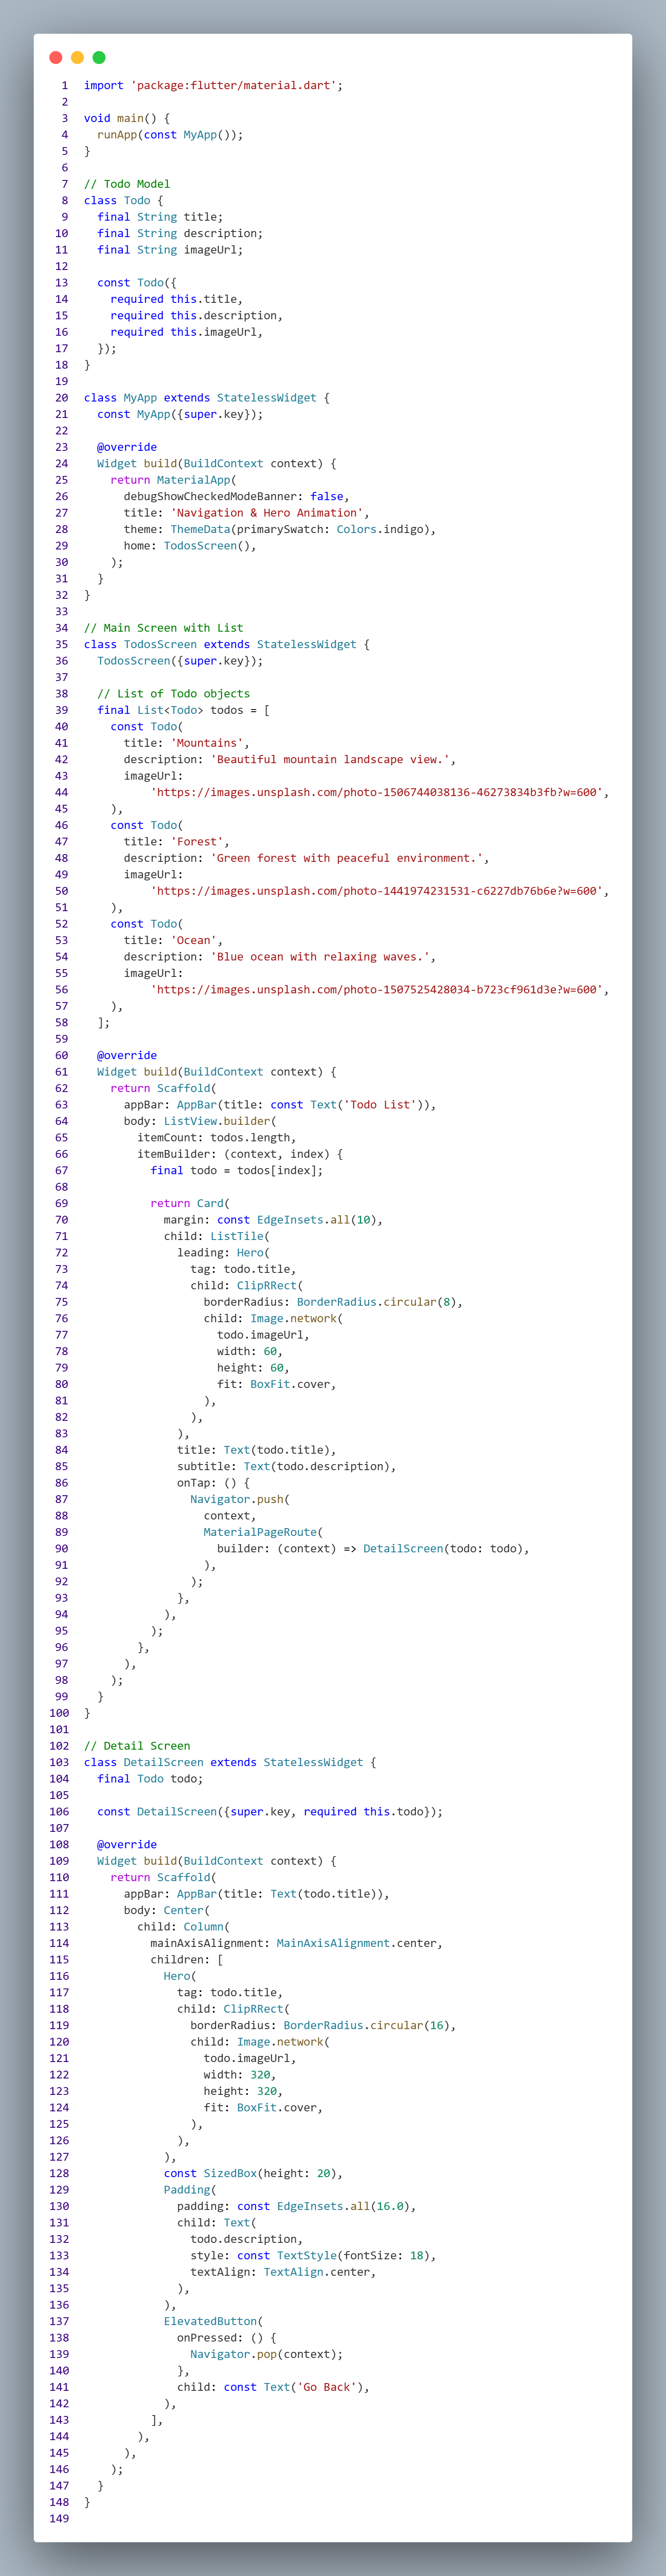 1 import 'package:flutter/material.dart';
2
3 void main() {
4   runApp(const MyApp());
5 }
6
7 // Todo Model
8 class Todo {
9   final String title;
10   final String description;
11   final String imageUrl;
12
13   const Todo({
14     required this.title,
15     required this.description,
16     required this.imageUrl,
17   });
18 }
19
20 class MyApp extends StatelessWidget {
21   const MyApp({super.key});
22
23   @override
24   Widget build(BuildContext context) {
25     return MaterialApp(
26       debugShowCheckedModeBanner: false,
27       title: 'Navigation & Hero Animation',
28       theme: ThemeData(primarySwatch: Colors.indigo),
29       home: TodosScreen(),
30     );
31   }
32 }
33
34 // Main Screen with List
35 class TodosScreen extends StatelessWidget {
36   TodosScreen({super.key});
37
38   // List of Todo objects
39   final List<Todo> todos = [
40     const Todo(
41       title: 'Mountains',
42       description: 'Beautiful mountain landscape view.',
43       imageUrl:
44           'https://images.unsplash.com/photo-1506744038136-46273834b3fb?w=600',
45     ),
46     const Todo(
47       title: 'Forest',
48       description: 'Green forest with peaceful environment.',
49       imageUrl:
50           'https://images.unsplash.com/photo-1441974231531-c6227db76b6e?w=600',
51     ),
52     const Todo(
53       title: 'Ocean',
54       description: 'Blue ocean with relaxing waves.',
55       imageUrl:
56           'https://images.unsplash.com/photo-1507525428034-b723cf961d3e?w=600',
57     ),
58   ];
59
60   @override
61   Widget build(BuildContext context) {
62     return Scaffold(
63       appBar: AppBar(title: const Text('Todo List')),
64       body: ListView.builder(
65         itemCount: todos.length,
66         itemBuilder: (context, index) {
67           final todo = todos[index];
68
69           return Card(
70             margin: const EdgeInsets.all(10),
71             child: ListTile(
72               leading: Hero(
73                 tag: todo.title,
74                 child: ClipRRect(
75                   borderRadius: BorderRadius.circular(8),
76                   child: Image.network(
77                     todo.imageUrl,
78                     width: 60,
79                     height: 60,
80                     fit: BoxFit.cover,
81                   ),
82                 ),
83               ),
84               title: Text(todo.title),
85               subtitle: Text(todo.description),
86               onTap: () {
87                 Navigator.push(
88                   context,
89                   MaterialPageRoute(
90                     builder: (context) => DetailScreen(todo: todo),
91                   ),
92                 );
93               },
94             ),
95           );
96         },
97       ),
98     );
99   }
100 }
101
102 // Detail Screen
103 class DetailScreen extends StatelessWidget {
104   final Todo todo;
105
106   const DetailScreen({super.key, required this.todo});
107
108   @override
109   Widget build(BuildContext context) {
110     return Scaffold(
111       appBar: AppBar(title: Text(todo.title)),
112       body: Center(
113         child: Column(
114           mainAxisAlignment: MainAxisAlignment.center,
115           children: [
116             Hero(
117               tag: todo.title,
118               child: ClipRRect(
119                 borderRadius: BorderRadius.circular(16),
120                 child: Image.network(
121                   todo.imageUrl,
122                   width: 320,
123                   height: 320,
124                   fit: BoxFit.cover,
125                 ),
126               ),
127             ),
128             const SizedBox(height: 20),
129             Padding(
130               padding: const EdgeInsets.all(16.0),
131               child: Text(
132                 todo.description,
133                 style: const TextStyle(fontSize: 18),
134                 textAlign: TextAlign.center,
135               ),
136             ),
137             ElevatedButton(
138               onPressed: () {
139                 Navigator.pop(context);
140               },
141               child: const Text('Go Back'),
142             ),
143           ],
144         ),
145       ),
146     );
147   }
148 }
149